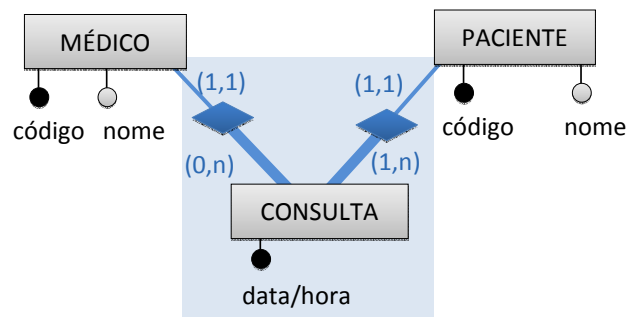 MÉDICO
PACIENTE
(1,1)
(1,1)
código nome
código nome
(0,n)
(1,n)
CONSULTA
data/hora